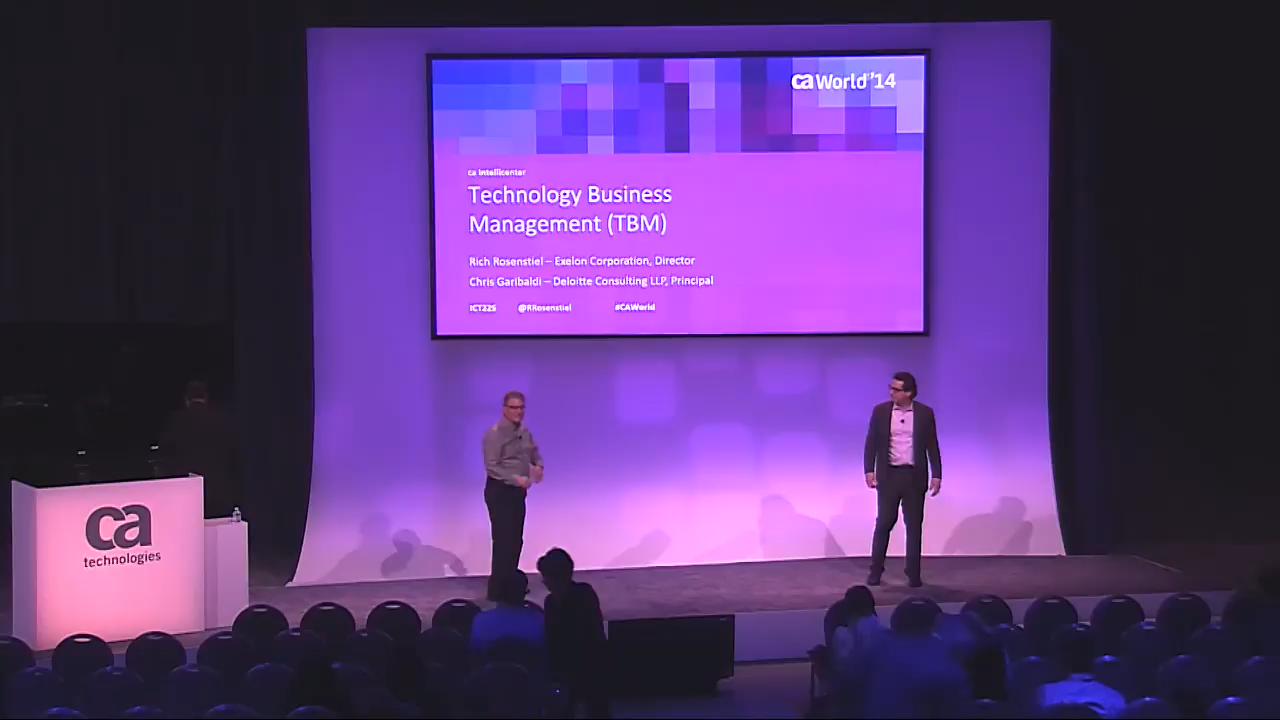 ca World '14
ca intellicenter
Technology Business
Management (TBM)
Rich Rosenstiel – Exelon Corporation, Director
Chris Garibaldi – Deloitte Consulting LLP, Principal
ICT22S @RRosenstiel #CAWorld
ca
technologies